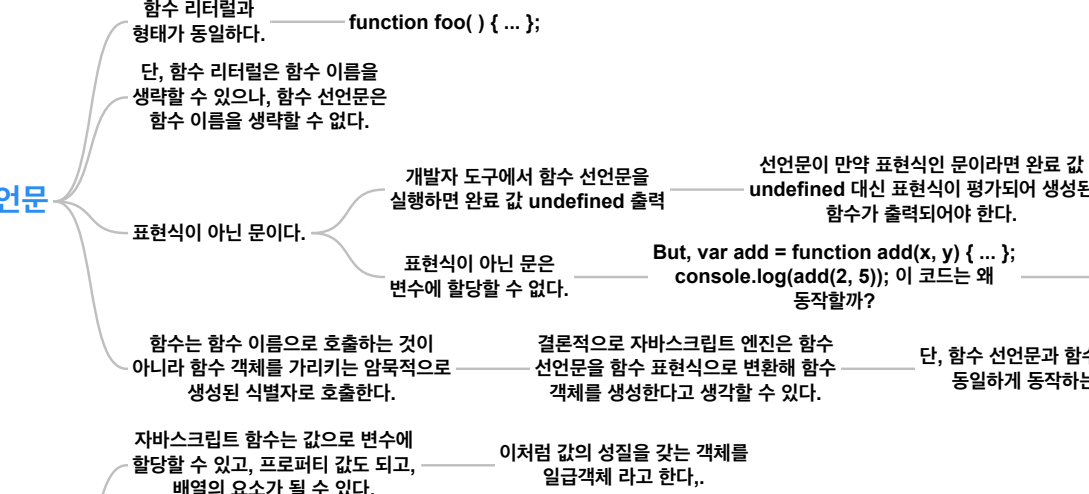 함수 리터럴과
형태가 동일하다.
function foo( ) { ... };
단, 함수 리터럴은 함수 이름을
생략할 수 있으나, 함수 선언문은
함수 이름을 생략할 수 없다.
언문
표현식이 아닌 문이다.
개발자 도구에서 함수 선언문을
실행하면 완료 값 undefined 출력
선언문이 만약 표현식인 문이라면 완료 값
undefined 대신 표현식이 평가되어 생성된
함수가 출력되어야 한다.
표현식이 아닌 문은
변수에 할당할 수 없다.
But, var add = function add(x, y) { ... };
console.log(add(2, 5)); 이 코드는 왜
동작할까?
함수는 함수 이름으로 호출하는 것이
아니라 함수 객체를 가리키는 암묵적으로
생성된 식별자로 호출한다.
결론적으로 자바스크립트 엔진은 함수
선언문을 함수 표현식으로 변환해 함수
객체를 생성한다고 생각할 수 있다.
단, 함수 선언문과 함수
동일하게 동작하는
자바스크립트 함수는 값으로 변수에
할당할 수 있고, 프로퍼티 값도 되고,
배열의 요소가 될 수 있다.
이처럼 값의 성질을 갖는 객체를
일급객체 라고 한다,.